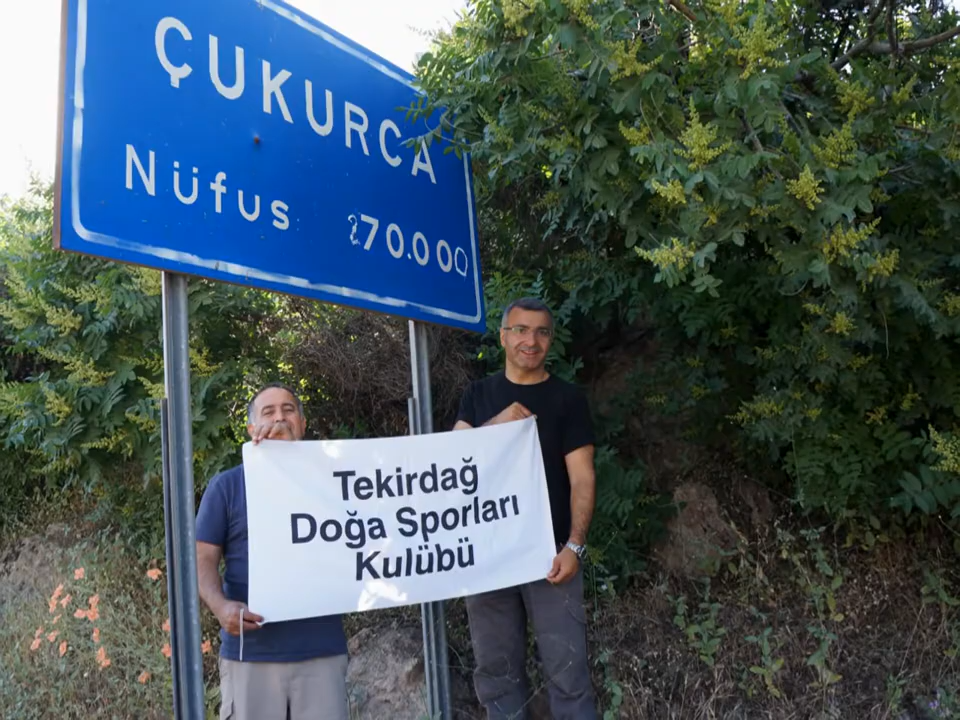 ÇUKURCA
Nüfus 270.000
Tekirdağ
Doğa Sporları
Kulübü